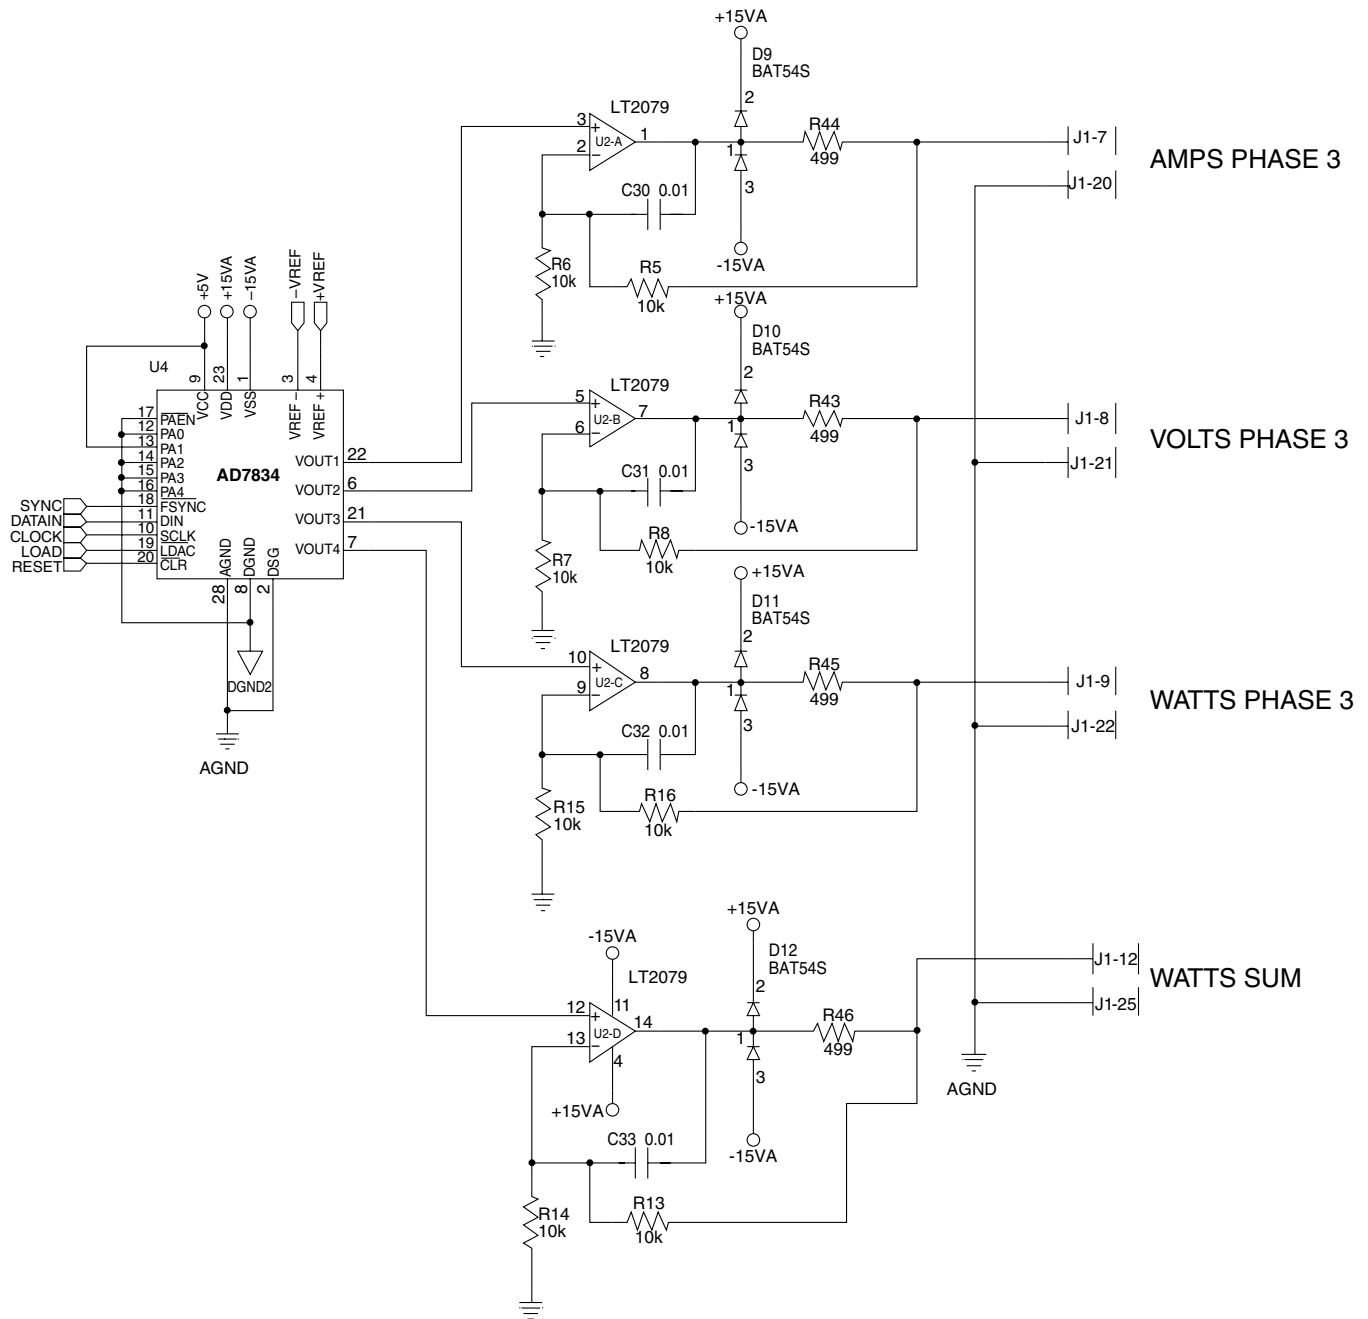 +15VA
D9
BAT54S
2
LT2079
3
+
U2-A
1
2
−
1
R44
499
J1-7
AMPS PHASE 3
J1-20
3
C30 0.01
-15VA
R6
10k
R5
10k
+5V
+15VA
−15VA
−VREF
+VREF
U4
9
23
1
3
4
VCC
VDD
VSS
VREF −
VREF +
17
PAEN
12
PA0
13
PA1
14
PA2
15
PA3
16
PA4
SYNC
18
FSYNC
DATAIN
11
DIN
CLOCK
10
SCLK
LOAD
19
LDAC
RESET
20
CLR
AD7834
VOUT1
22
VOUT2
6
VOUT3
21
VOUT4
7
AGND
DGND
DSG
28
8
2
DGND2
AGND
+15VA
D10
BAT54S
2
LT2079
5
+
U2-B
7
6
−
1
R43
499
J1-8
VOLTS PHASE 3
J1-21
3
C31 0.01
-15VA
R7
10k
R8
10k
+15VA
D11
BAT54S
2
LT2079
10
+
U2-C
8
9
−
1
R45
499
J1-9
WATTS PHASE 3
J1-22
3
C32 0.01
-15VA
R15
10k
R16
10k
+15VA
D12
BAT54S
2
-15VA
LT2079
11
12
+
U2-D
14
13
−
4
+15VA
1
R46
499
J1-12
WATTS SUM
J1-25
3
AGND
C33 0.01
-15VA
R14
10k
R13
10k